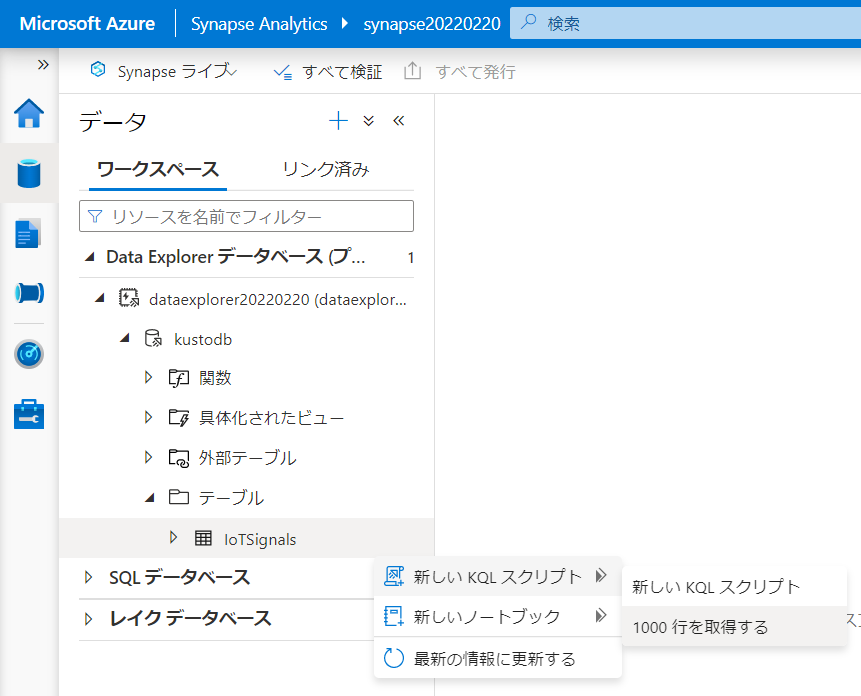 Microsoft Azure
Synapse Analytics
synapse20220220
検索
Synapse ライブ
すべて検証
すべて発行
データ
ワークスペース
リンク済み
リソースを名前でフィルター
Data Explorer データベース (プ... 1
dataexplorer20220220 (dataexplor...
kustodb
関数
具体化されたビュー
外部テーブル
テーブル
IoTSignals
SQL データベース
レイク データベース
新しい KQL スクリプト
新しいノートブック
最新の情報に更新する
新しい KQL スクリプト
1000 行を取得する